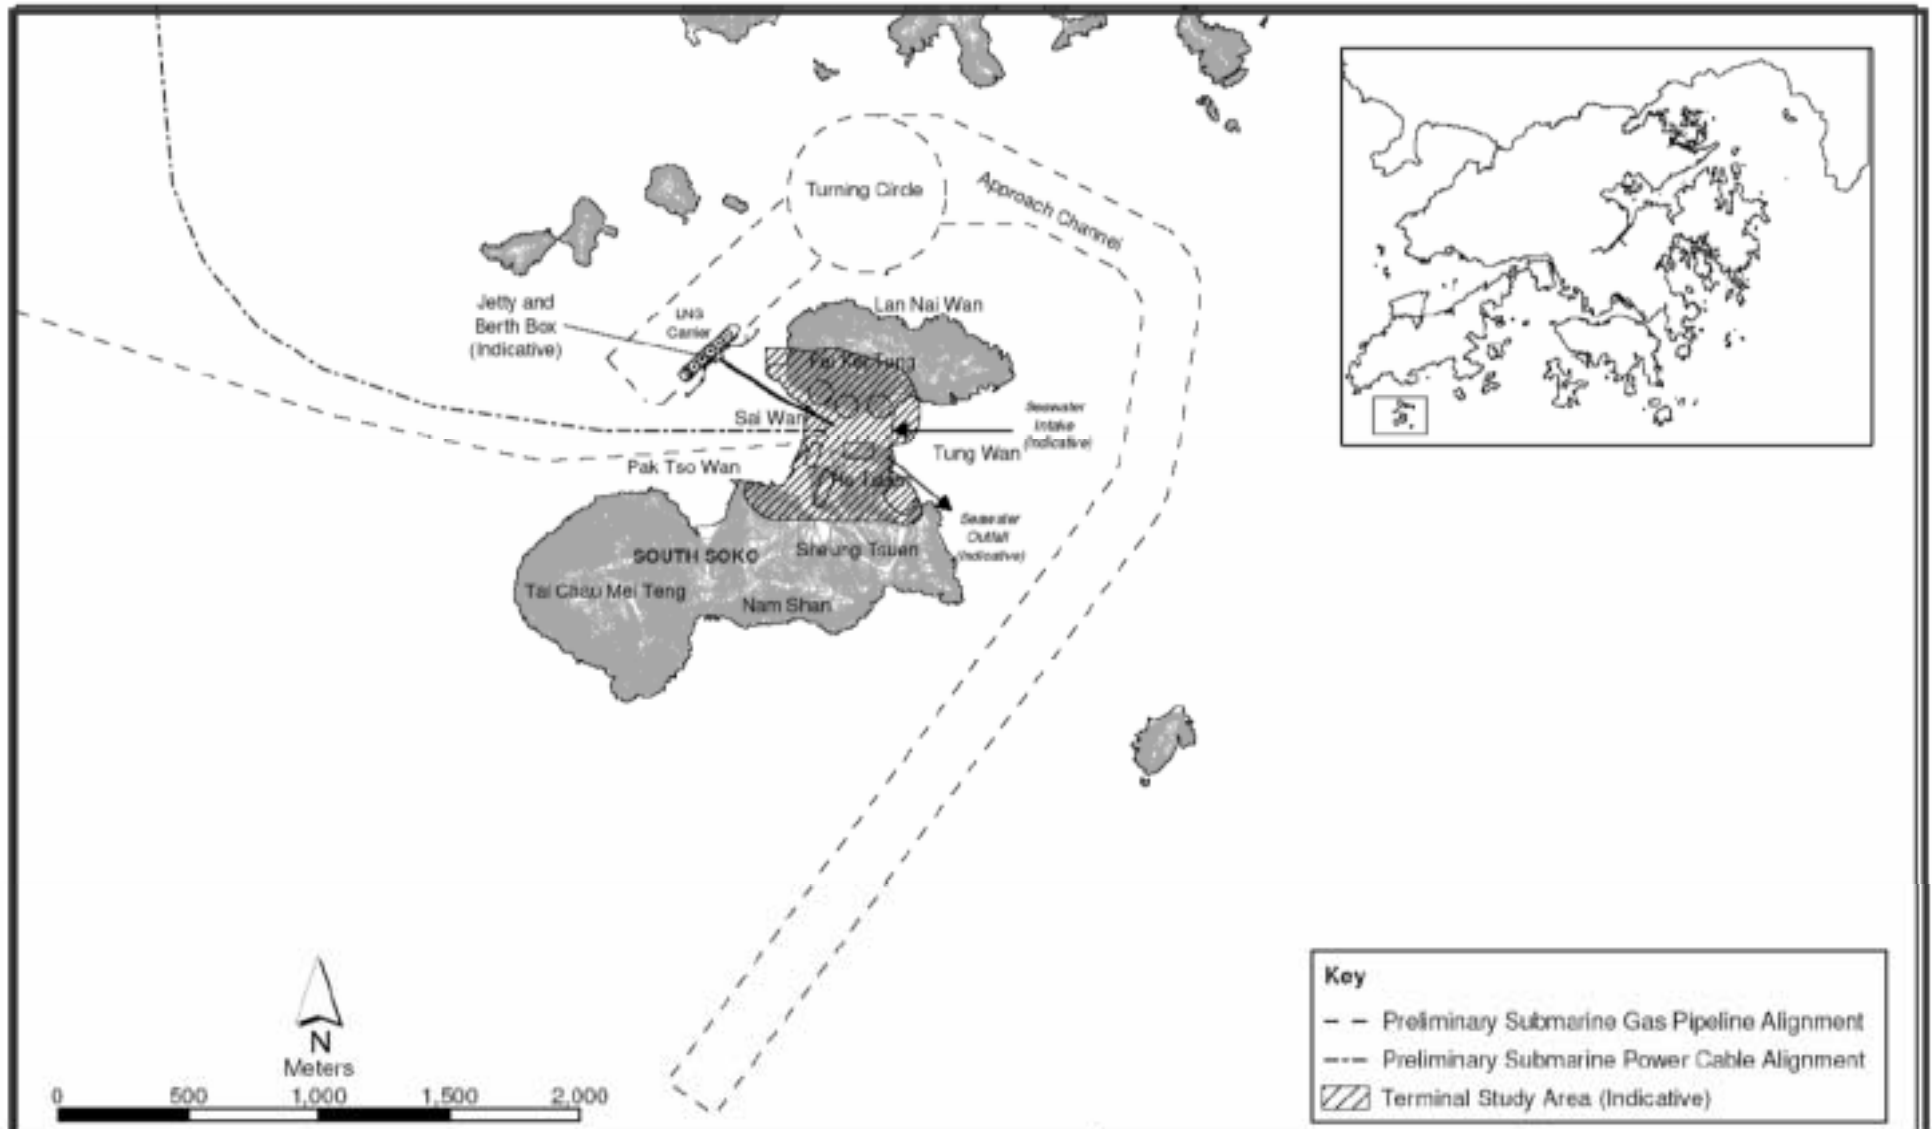 Turning Circle
Approach Channel
Jetty and
Berth Box
(Indicative)
LNG
Carrier
Lan Nai Wan
Sai Wan
Seawater
Intake
(Indicative)
Tung Wan
Pak Tso Wan
Seawater
Outfall
(Indicative)
SOUTH SOKO
Sheung Tsuen
Tai Chau Mei Teng
Nam Shan
N
Meters
0 500 1,000 1,500 2,000
Key
Preliminary Submarine Gas Pipeline Alignment
Preliminary Submarine Power Cable Alignment
Terminal Study Area (Indicative)